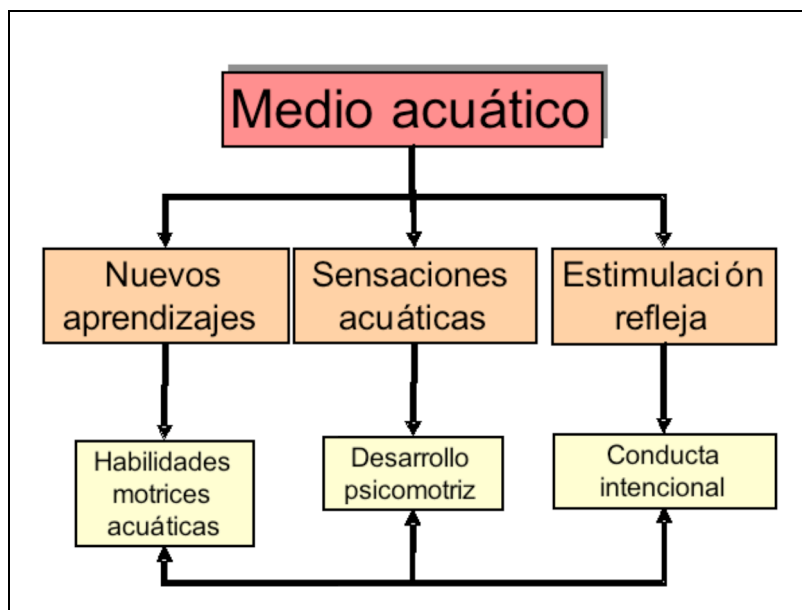 Medio acuático
Nuevos
aprendizajes
Sensaciones
acuáticas
Estimulación
refleja
Habilidades
motrices
acuáticas
Desarrollo
psicomotriz
Conducta
intencional